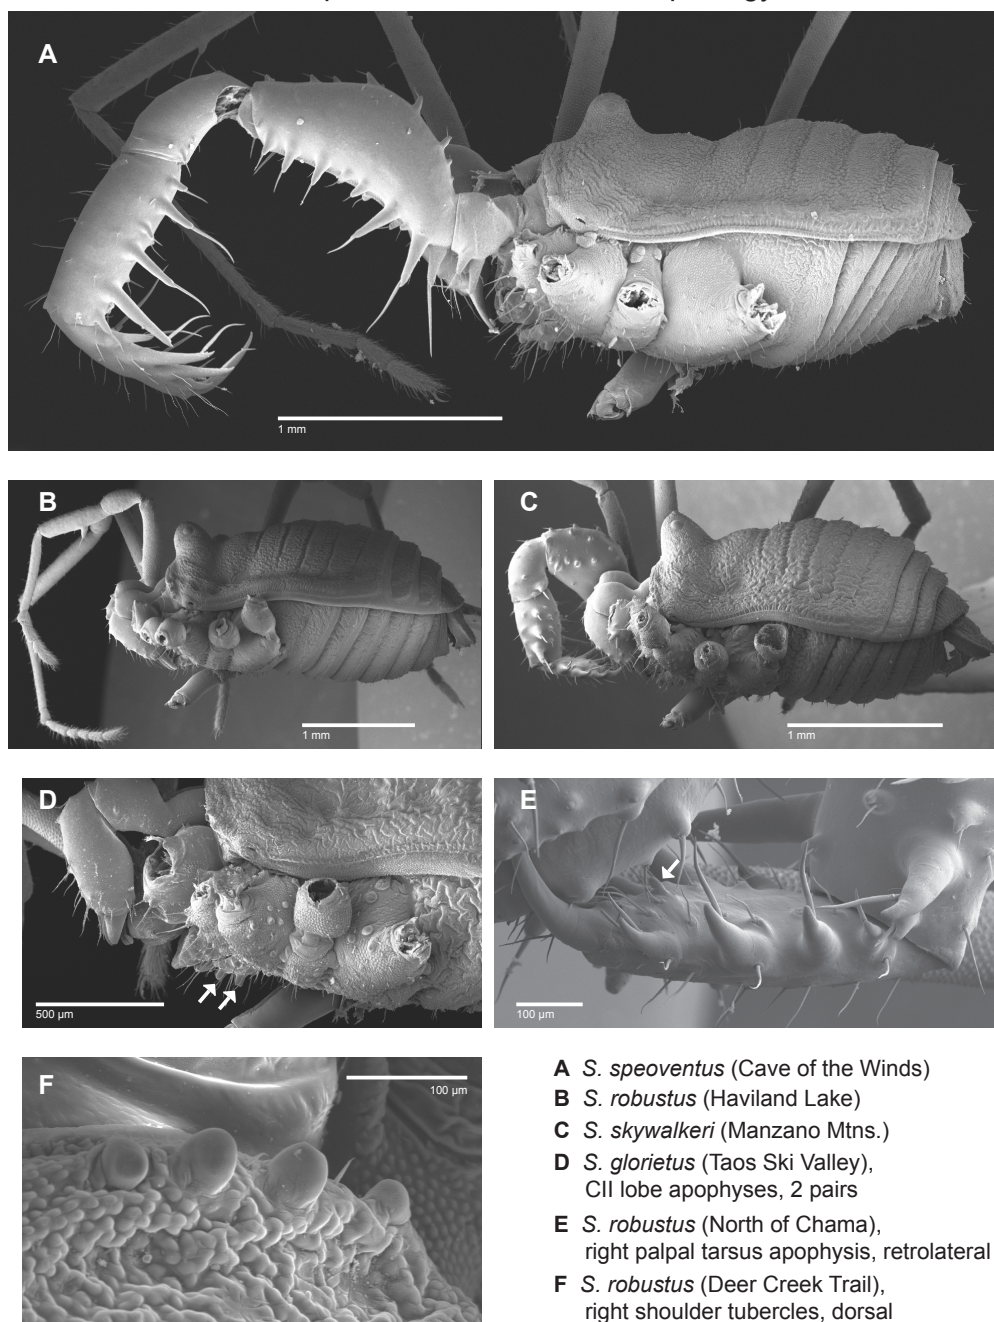 A
1 mm
B
1 mm
C
1 mm
D
500 µm
E
100 µm
F
100 µm
A S. speoventus (Cave of the Winds)
B S. robustus (Haviland Lake)
C S. skywalkeri (Manzano Mtns.)
D S. glorietus (Taos Ski Valley),
CII lobe apophyses, 2 pairs
E S. robustus (North of Chama),
right palpal tarsus apophysis, retrolateral
F S. robustus (Deer Creek Trail),
right shoulder tubercles, dorsal